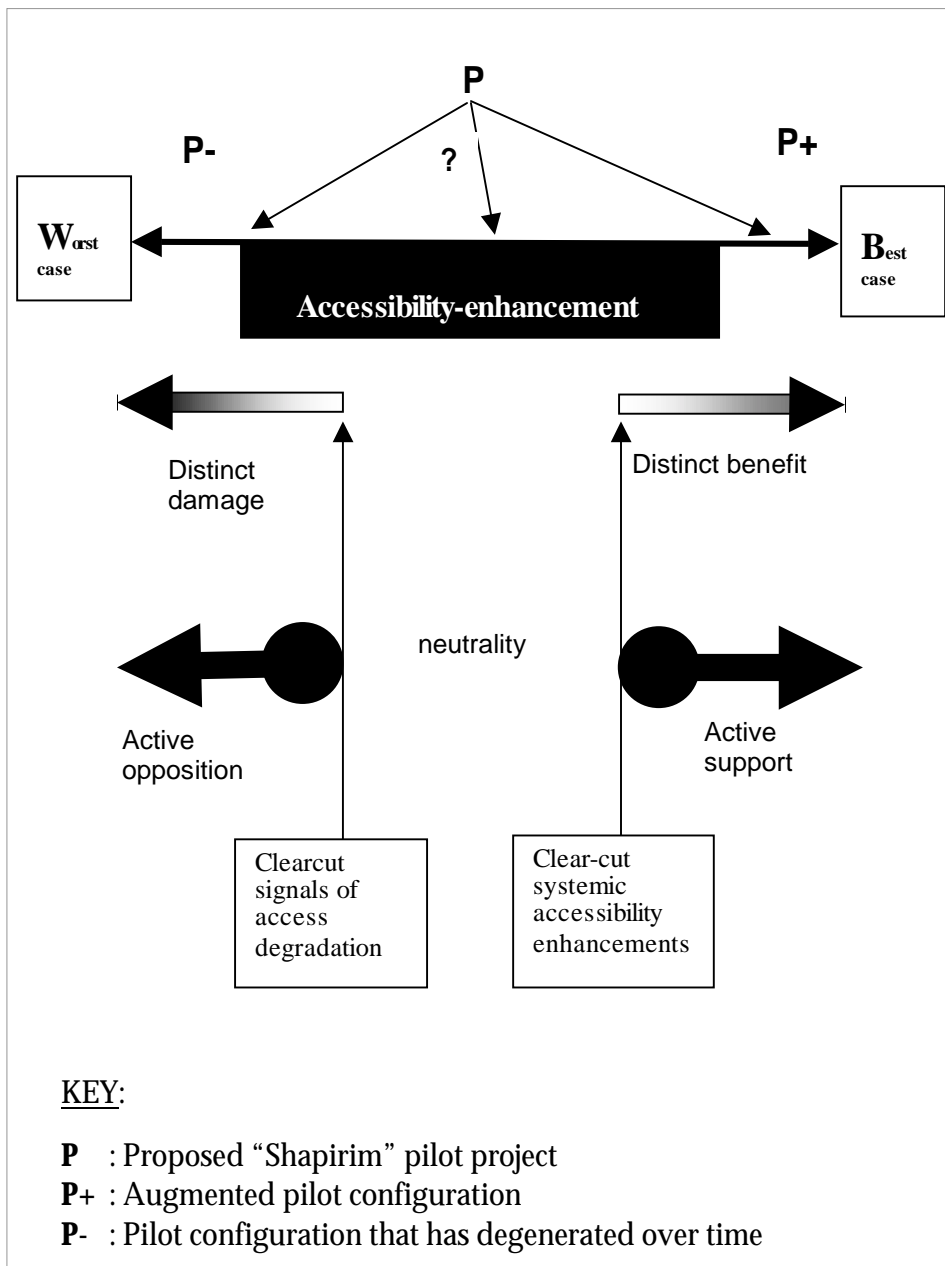 P
P-
?
P+
Worst
case
Best
case
Accessibility-enhancement
Distinct
damage
Distinct benefit
neutrality
Active
opposition
Active
support
Clearcut
signals of
access
degradation
Clear-cut
systemic
accessibility
enhancements
KEY:
P : Proposed “Shapirim” pilot project
P+ : Augmented pilot configuration
P- : Pilot configuration that has degenerated over time